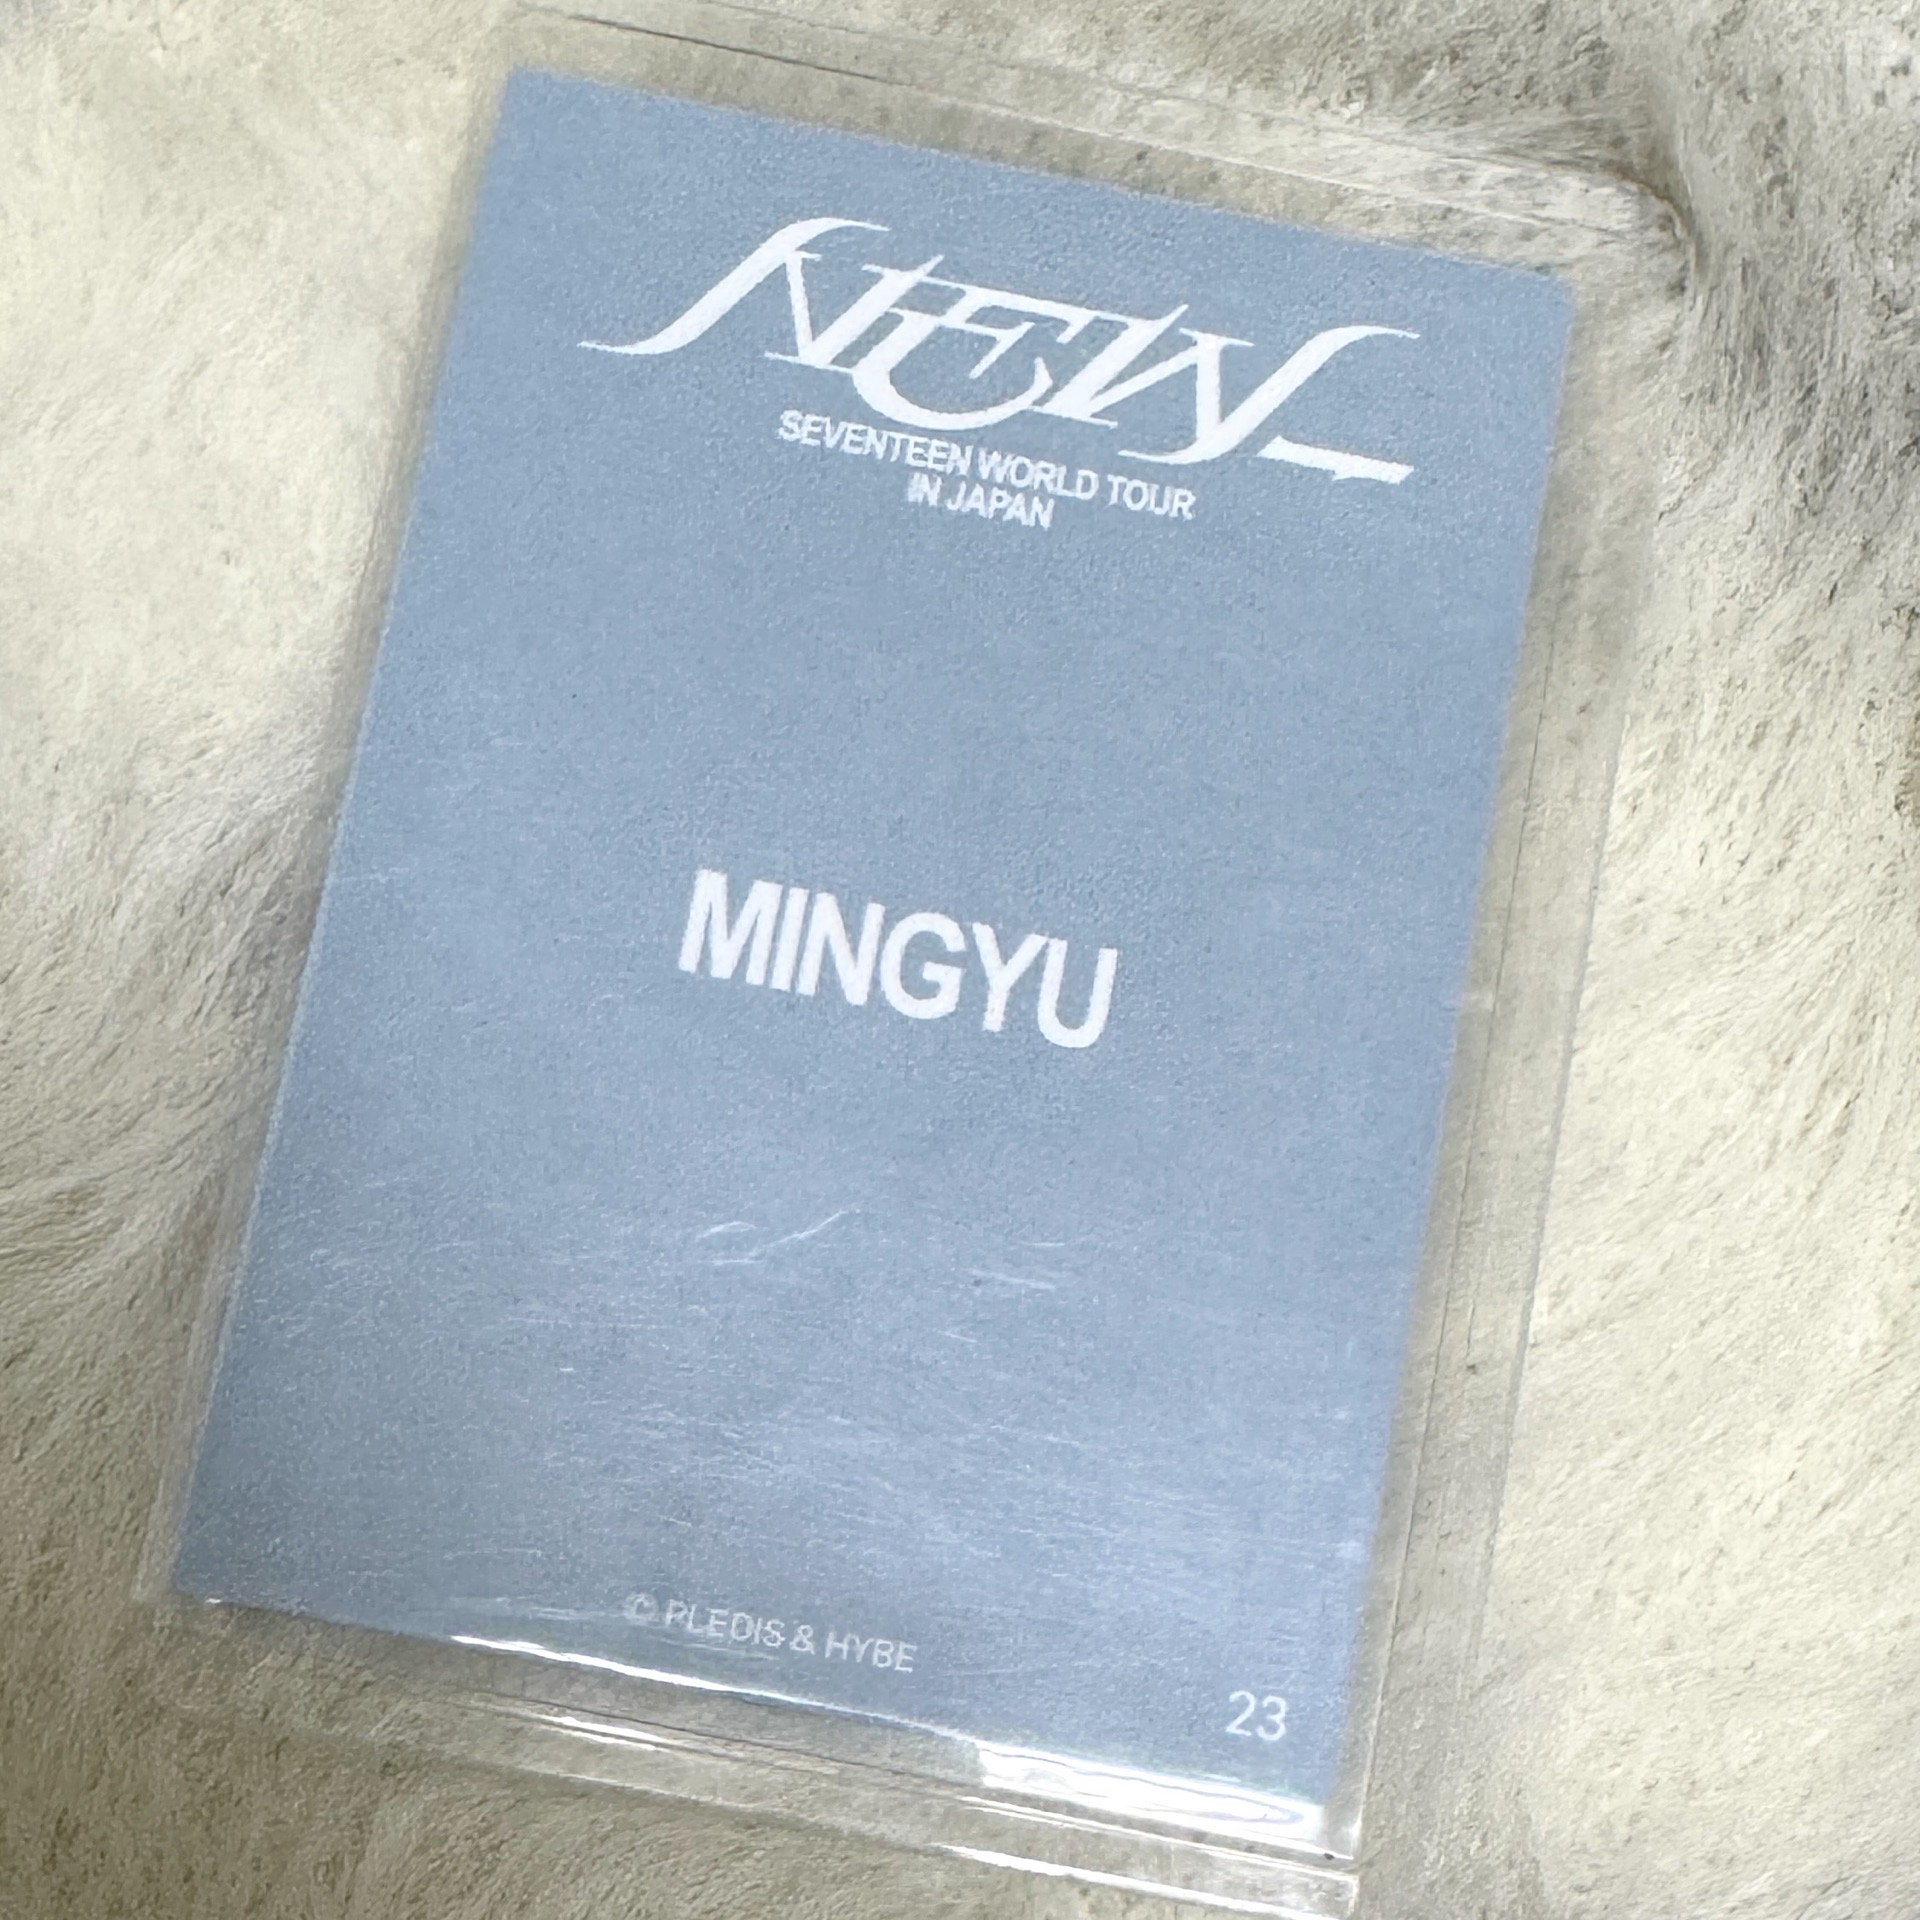 NEW_
SEVENTEEN WORLD TOUR
IN JAPAN
MINGYU
© PLEDIS & HYBE
23